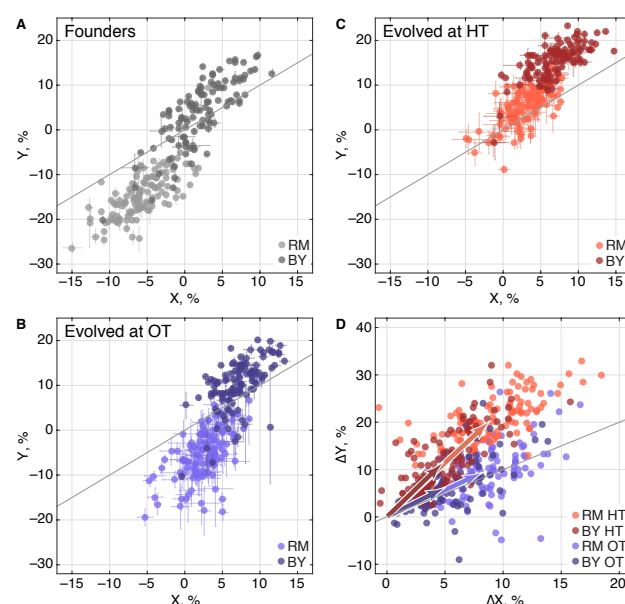 A
Founders
20
10
0
−10
−20
−30
Y, %
−15
−10
−5
0
5
10
15
X, %
RM
BY
C
Evolved at HT
20
10
0
−10
−20
−30
Y, %
−15
−10
−5
0
5
10
15
X, %
RM
BY
B
Evolved at OT
20
10
0
−10
−20
−30
Y, %
−15
−10
−5
0
5
10
15
X, %
RM
BY
D
40
30
20
10
0
−10
ΔY, %
0
5
10
15
20
ΔX, %
RM HT
BY HT
RM OT
BY OT